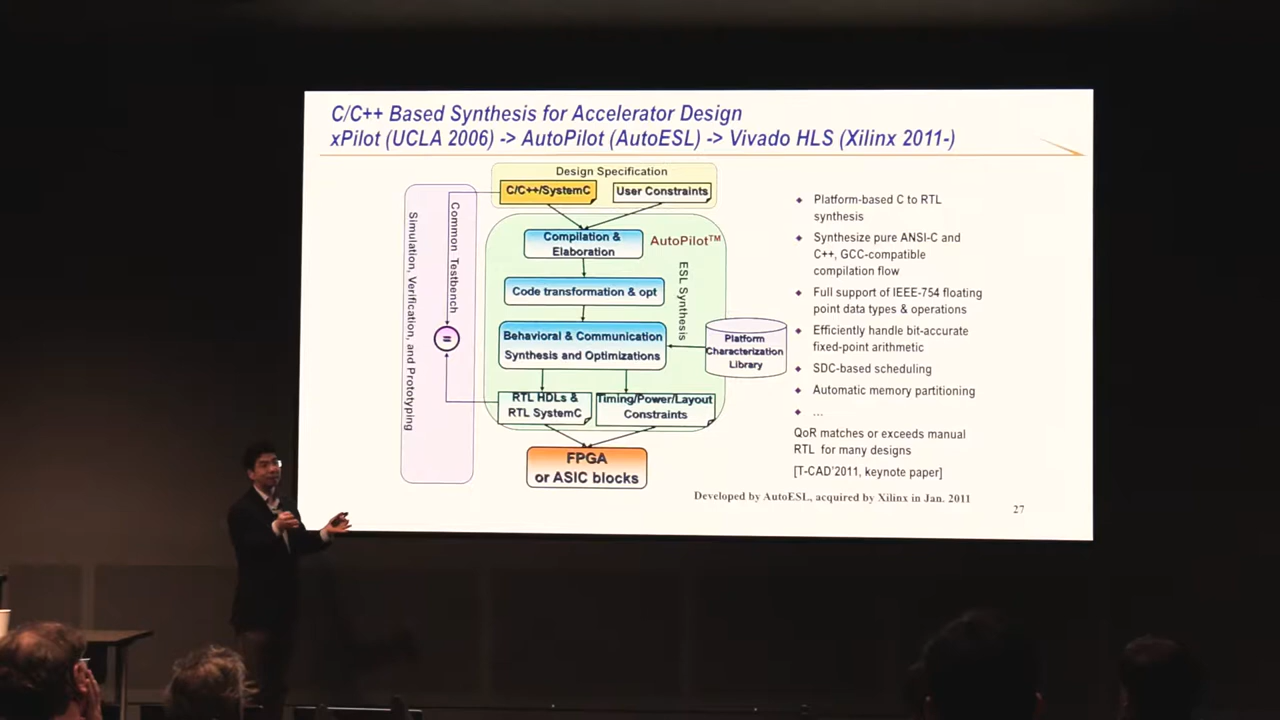 C/C++ Based Synthesis for Accelerator Design
xPilot (UCLA 2006) -> AutoPilot (AutoESL) -> Vivado HLS (Xilinx 2011-)
Design Specification
C/C++/SystemC
User Constraints
Simulation, Verification, and Prototyping
Common Testbench
=
Compilation &
Elaboration
AutoPilot™
ESL Synthesis
Code transformation & opt
Behavioral & Communication
Synthesis and Optimizations
Platform
Characterization
Library
RTL HDLs &
RTL SystemC
Timing/Power/Layout
Constraints
FPGA
or ASIC blocks
◆ Platform-based C to RTL
synthesis
◆ Synthesize pure ANSI-C and
C++, GCC-compatible
compilation flow
◆ Full support of IEEE-754 floating
point data types & operations
◆ Efficiently handle bit-accurate
fixed-point arithmetic
◆ SDC-based scheduling
◆ Automatic memory partitioning
◆ ...
QoR matches or exceeds manual
RTL for many designs
[T-CAD'2011, keynote paper]
Developed by AutoESL, acquired by Xilinx in Jan. 2011
27